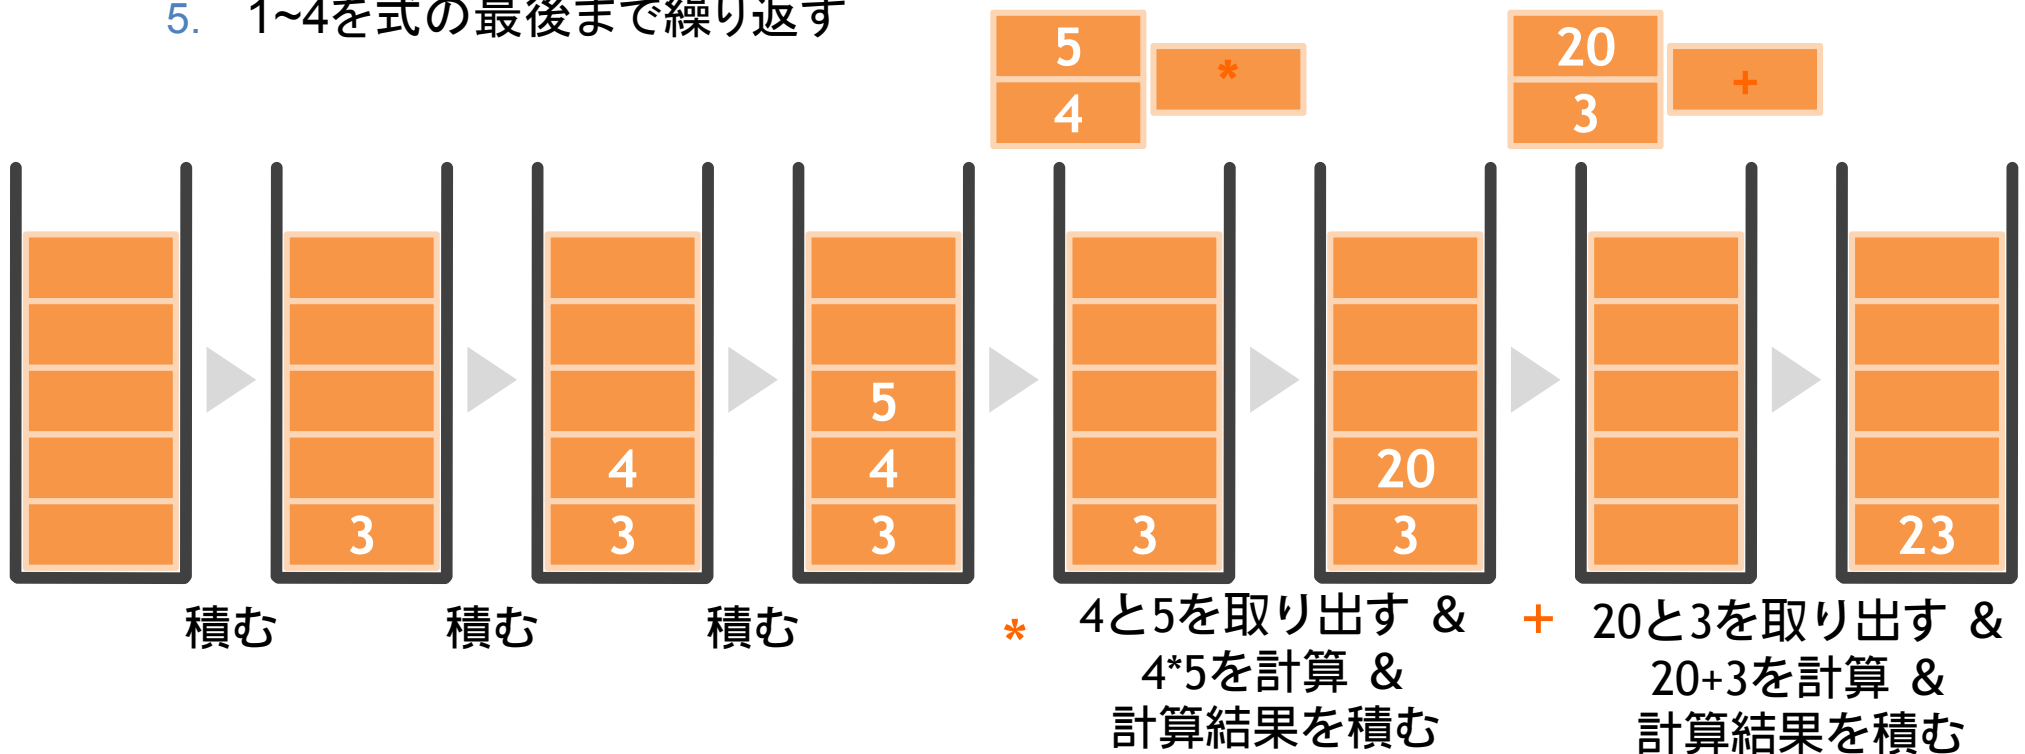 5. 1~4を式の最後まで繰り返す
5
4
*
20
3
+
3
4
3
5
4
3
3
20
3
23
積む
積む
積む
*
4と5を取り出す &
4*5を計算 &
計算結果を積む
+
20と3を取り出す &
20+3を計算 &
計算結果を積む